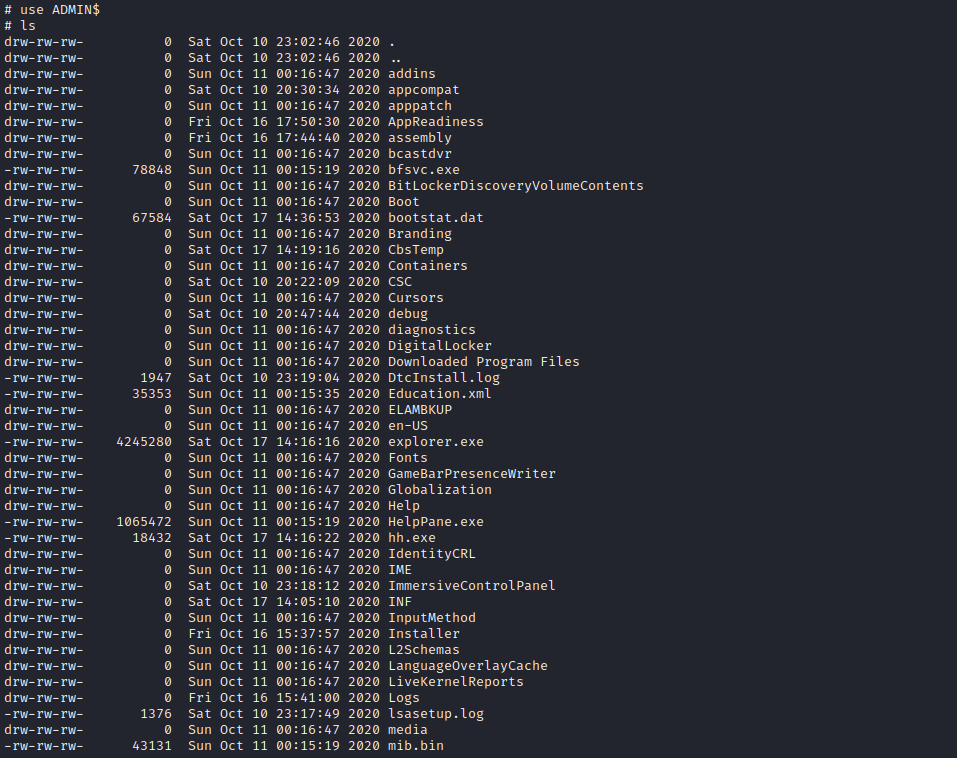 # use ADMIN$
# ls
drw-rw-rw-          0  Sat Oct 10 23:02:46 2020 .
drw-rw-rw-          0  Sat Oct 10 23:02:46 2020 ..
drw-rw-rw-          0  Sun Oct 11 00:16:47 2020 addins
drw-rw-rw-          0  Sat Oct 10 20:30:34 2020 appcompat
drw-rw-rw-          0  Sun Oct 11 00:16:47 2020 apppatch
drw-rw-rw-          0  Fri Oct 16 17:50:30 2020 AppReadiness
drw-rw-rw-          0  Fri Oct 16 17:44:40 2020 assembly
drw-rw-rw-          0  Sun Oct 11 00:16:47 2020 bcastdvr
-rw-rw-rw-      78848  Sun Oct 11 00:15:19 2020 bfsvc.exe
drw-rw-rw-          0  Sun Oct 11 00:16:47 2020 BitLockerDiscoveryVolumeContents
drw-rw-rw-          0  Sun Oct 11 00:16:47 2020 Boot
-rw-rw-rw-      67584  Sat Oct 17 14:36:53 2020 bootstat.dat
drw-rw-rw-          0  Sun Oct 11 00:16:47 2020 Branding
drw-rw-rw-          0  Sat Oct 17 14:19:16 2020 CbsTemp
drw-rw-rw-          0  Sun Oct 11 00:16:47 2020 Containers
drw-rw-rw-          0  Sat Oct 10 20:22:09 2020 CSC
drw-rw-rw-          0  Sun Oct 11 00:16:47 2020 Cursors
drw-rw-rw-          0  Sat Oct 10 20:47:44 2020 debug
drw-rw-rw-          0  Sun Oct 11 00:16:47 2020 diagnostics
drw-rw-rw-          0  Sun Oct 11 00:16:47 2020 DigitalLocker
drw-rw-rw-          0  Sun Oct 11 00:16:47 2020 Downloaded Program Files
-rw-rw-rw-       1947  Sat Oct 10 23:19:04 2020 DtcInstall.log
-rw-rw-rw-      35353  Sun Oct 11 00:15:35 2020 Education.xml
drw-rw-rw-          0  Sun Oct 11 00:16:47 2020 ELAMBKUP
drw-rw-rw-          0  Sun Oct 11 00:16:47 2020 en-US
-rw-rw-rw-    4245280  Sat Oct 17 14:16:16 2020 explorer.exe
drw-rw-rw-          0  Sun Oct 11 00:16:47 2020 Fonts
drw-rw-rw-          0  Sun Oct 11 00:16:47 2020 GameBarPresenceWriter
drw-rw-rw-          0  Sun Oct 11 00:16:47 2020 Globalization
drw-rw-rw-          0  Sun Oct 11 00:16:47 2020 Help
-rw-rw-rw-    1065472  Sun Oct 11 00:15:19 2020 HelpPane.exe
-rw-rw-rw-      18432  Sat Oct 17 14:16:22 2020 hh.exe
drw-rw-rw-          0  Sun Oct 11 00:16:47 2020 IdentityCRL
drw-rw-rw-          0  Sun Oct 11 00:16:47 2020 IME
drw-rw-rw-          0  Sat Oct 10 23:18:12 2020 ImmersiveControlPanel
drw-rw-rw-          0  Sat Oct 17 14:05:10 2020 INF
drw-rw-rw-          0  Sun Oct 11 00:16:47 2020 InputMethod
drw-rw-rw-          0  Fri Oct 16 15:37:57 2020 Installer
drw-rw-rw-          0  Sun Oct 11 00:16:47 2020 L2Schemas
drw-rw-rw-          0  Sun Oct 11 00:16:47 2020 LanguageOverlayCache
drw-rw-rw-          0  Sun Oct 11 00:16:47 2020 LiveKernelReports
drw-rw-rw-          0  Fri Oct 16 15:41:00 2020 Logs
-rw-rw-rw-       1376  Sat Oct 10 23:17:49 2020 lsasetup.log
drw-rw-rw-          0  Sun Oct 11 00:16:47 2020 media
-rw-rw-rw-      43131  Sun Oct 11 00:15:19 2020 mib.bin